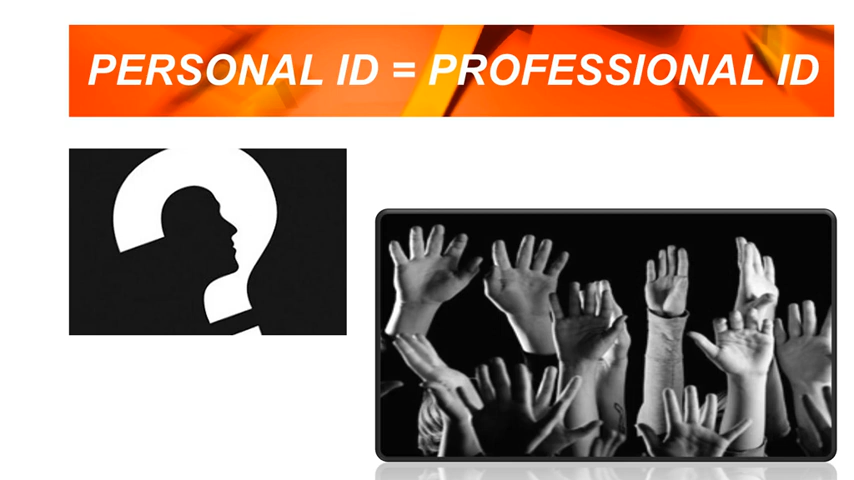 PERSONAL ID = PROFESSIONAL ID